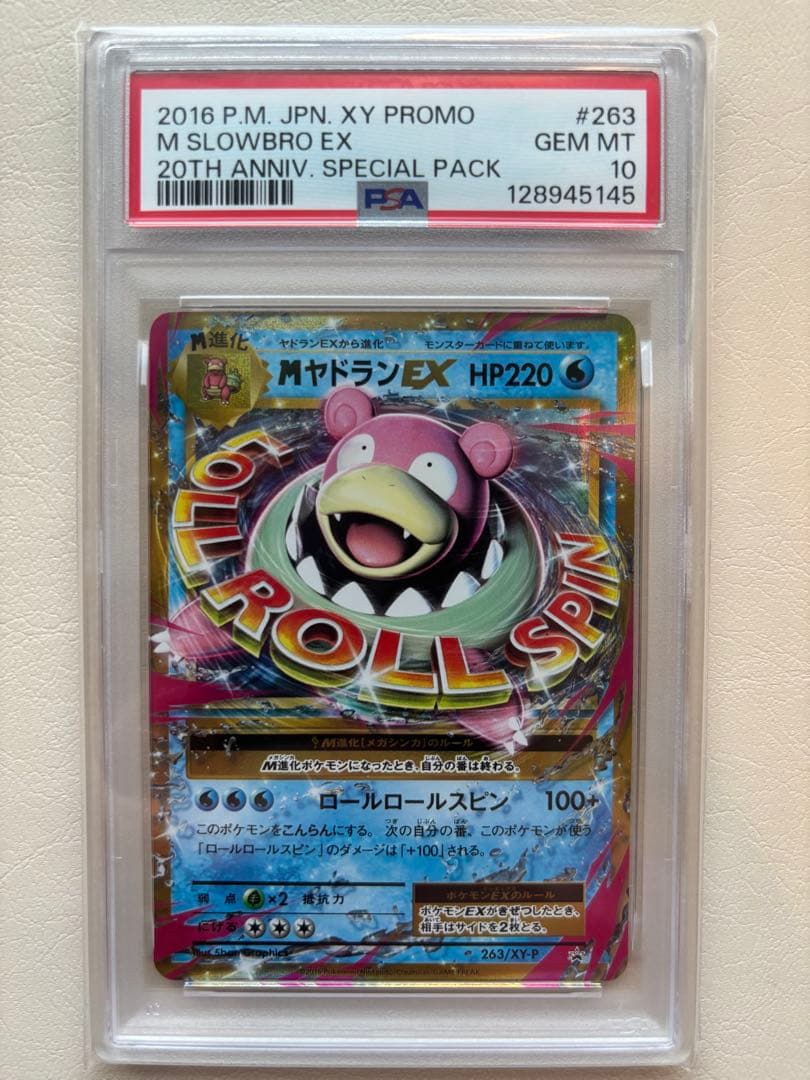 2016 P.M. JPN. XY PROMO #263
M SLOWBRO EX GEM MT
20TH ANNIV. SPECIAL PACK 10
PSA 128945145
M進化
ヤドランEXから進化 モンスターカードに重ねて使います。
MヤドランEX HP220
ROLL ROLL SPIN
M進化[メガシンカ]のルール
M進化ポケモンになったとき、自分の番は終わる。
ロールロールスピン 100+
このポケモンをこんらんにする。次の自分の番、このポケモンが使う
「ロールロールスピン」のダメージは「+100」される。
弱点 ×2 抵抗力
にげる
ポケモンEXのルール
ポケモンEXがきぜつしたとき、
相手はサイドを2枚とる。
Illus. 5ban Graphics
263/XY-P
©2016 Pokémon/Nintendo/Creatures/GAME FREAK